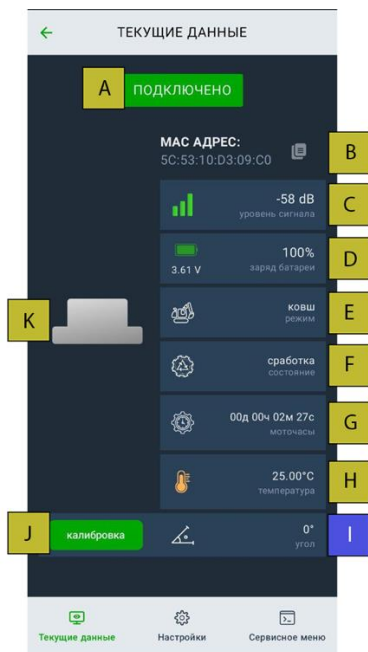 ТЕКУЩИЕ ДАННЫЕ
A
ПОДКЛЮЧЕНО
MAC АДРЕС:
5C:53:10:D3:09:C0
B
-58 dB
уровень сигнала
C
100%
3.61 V
заряд батареи
D
ковш
режим
E
K
сработка
состояние
F
00д 00ч 02м 27с
моточасы
G
25.00°C
температура
H
J
калибровка
0°
угол
I
Текущие данные
Настройки
Сервисное меню